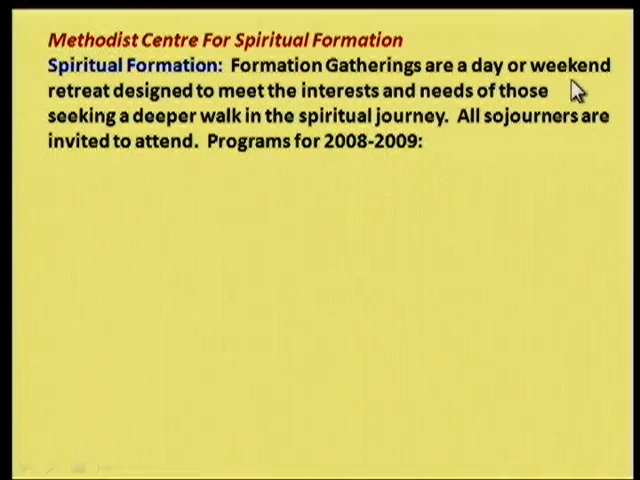 Methodist Centre For Spiritual Formation
Spiritual Formation: Formation Gatherings are a day or weekend
retreat designed to meet the interests and needs of those
seeking a deeper walk in the spiritual journey. All sojourners are
invited to attend. Programs for 2008-2009: